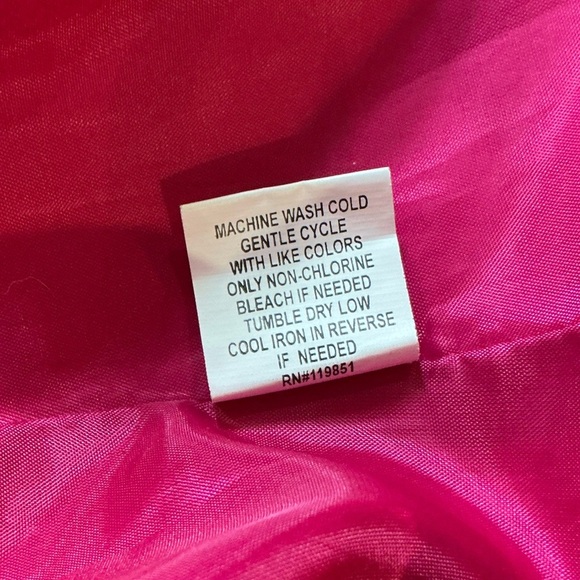 MACHINE WASH COLD
GENTLE CYCLE
WITH LIKE COLORS
ONLY NON-CHLORINE
BLEACH IF NEEDED
TUMBLE DRY LOW
COOL IRON IN REVERSE
IF NEEDED
RN#119851